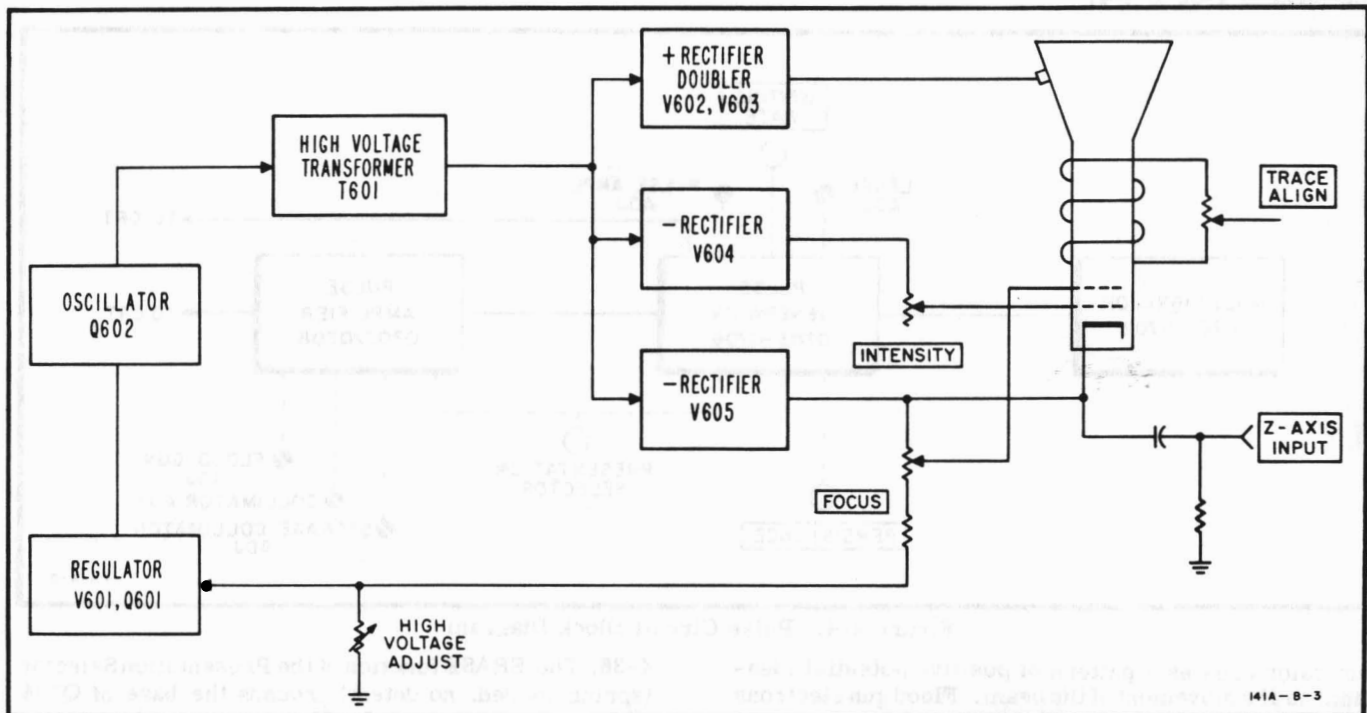 +RECTIFIER
DOUBLER
V602, V603
HIGH VOLTAGE
TRANSFORMER
T601
TRACE
ALIGN
-RECTIFIER
V604
OSCILLATOR
Q602
INTENSITY
-RECTIFIER
V605
Z-AXIS
INPUT
FOCUS
REGULATOR
V601, Q601
HIGH
VOLTAGE
ADJUST
141A-B-3